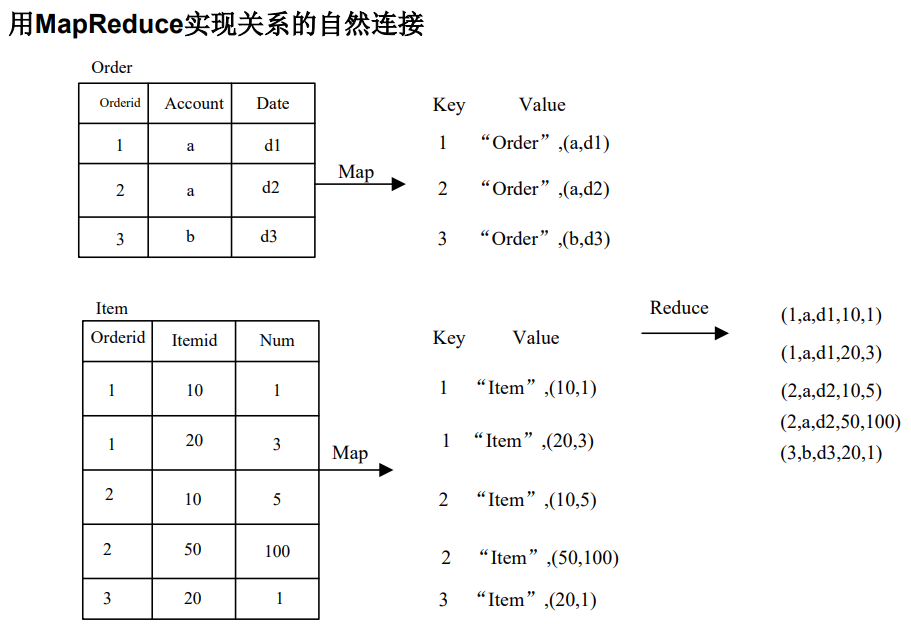 用MapReduce实现关系的自然连接
Order
Orderid Account Date
1 a d1
2 a d2
3 b d3
Map
Key Value
1 “Order”,(a,d1)
2 “Order”,(a,d2)
3 “Order”,(b,d3)
Item
Orderid Itemid Num
1 10 1
1 20 3
2 10 5
2 50 100
3 20 1
Map
Key Value
1 “Item”,(10,1)
1 “Item”,(20,3)
2 “Item”,(10,5)
2 “Item”,(50,100)
3 “Item”,(20,1)
Reduce
(1,a,d1,10,1)
(1,a,d1,20,3)
(2,a,d2,10,5)
(2,a,d2,50,100)
(3,b,d3,20,1)